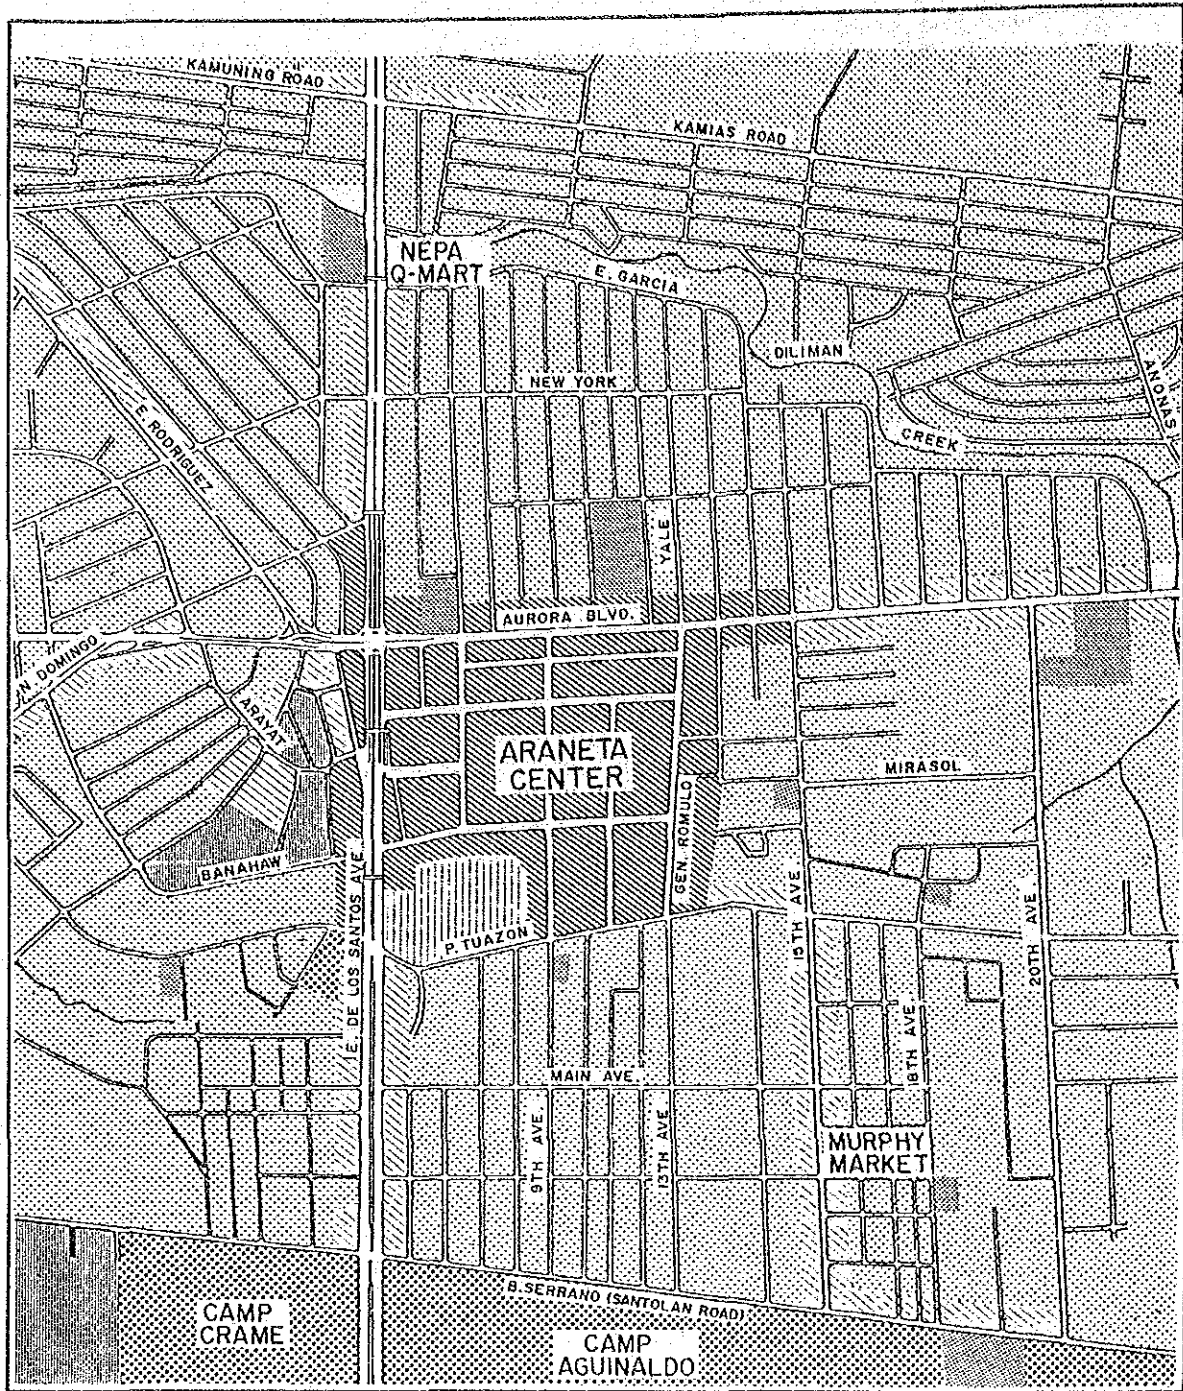 KAMUNING ROAD
KAMIAS ROAD
NEPA
Q-MART
E. GARCIA
DILIMAN
NEW YORK
ANONAS
E. RODRIGUEZ
CREEK
YALE
AURORA BLVD.
N. DOMINGO
ARAYAT
ARANETA
CENTER
MIRASOL
GEN. ROMULO
BANAHAW
E. DE LOS SANTOS AVE.
15TH AVE.
20TH AVE.
P. TUAZON
18TH AVE.
MAIN AVE.
9TH AVE.
13TH AVE.
MURPHY
MARKET
B. SERRANO (SANTOLAN ROAD)
CAMP
CRAME
CAMP
AGUINALDO